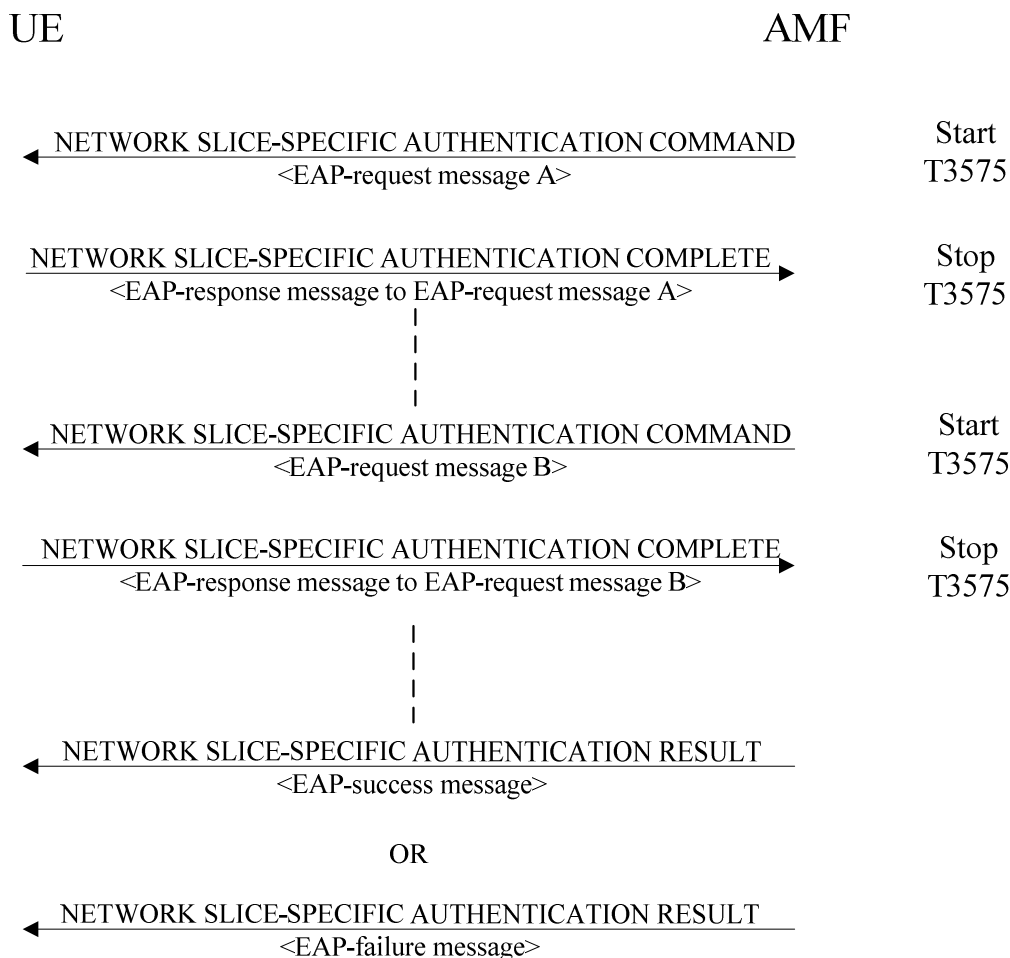 UE AMF
NETWORK SLICE-SPECIFIC AUTHENTICATION COMMAND
<EAP-request message A>
Start
T3575
NETWORK SLICE-SPECIFIC AUTHENTICATION COMPLETE
<EAP-response message to EAP-request message A>
Stop
T3575
NETWORK SLICE-SPECIFIC AUTHENTICATION COMMAND
<EAP-request message B>
Start
T3575
NETWORK SLICE-SPECIFIC AUTHENTICATION COMPLETE
<EAP-response message to EAP-request message B>
Stop
T3575
NETWORK SLICE-SPECIFIC AUTHENTICATION RESULT
<EAP-success message>
OR
NETWORK SLICE-SPECIFIC AUTHENTICATION RESULT
<EAP-failure message>